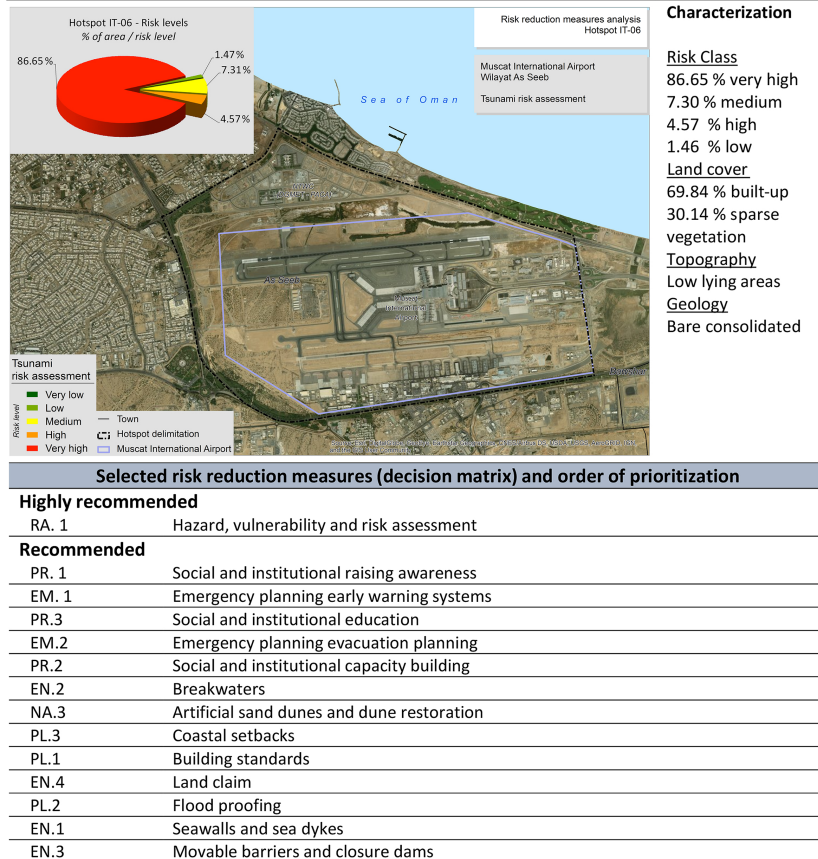 Hotspot IT-06 - Risk levels
% of area / risk level
86.65%
1.47%
7.31%
4.57%
Risk reduction measures analysis
Hotspot IT-06
Muscat International Airport
Wilayat As Seeb
Tsunami risk assessment
Sea of Oman
As Seeb
Muscat
International
Airport
Tsunami
risk assessment
Risk level
Very low
Low
Medium
High
Very high
Town
Hotspot delimitation
Muscat International Airport
Characterization
Risk Class
86.65 % very high
7.30 % medium
4.57 % high
1.46 % low
Land cover
69.84 % built-up
30.14 % sparse
vegetation
Topography
Low lying areas
Geology
Bare consolidated
Selected risk reduction measures (decision matrix) and order of prioritization
Highly recommended
RA. 1 Hazard, vulnerability and risk assessment
Recommended
PR. 1 Social and institutional raising awareness
EM. 1 Emergency planning early warning systems
PR.3 Social and institutional education
EM.2 Emergency planning evacuation planning
PR.2 Social and institutional capacity building
EN.2 Breakwaters
NA.3 Artificial sand dunes and dune restoration
PL.3 Coastal setbacks
PL.1 Building standards
EN.4 Land claim
PL.2 Flood proofing
EN.1 Seawalls and sea dykes
EN.3 Movable barriers and closure dams